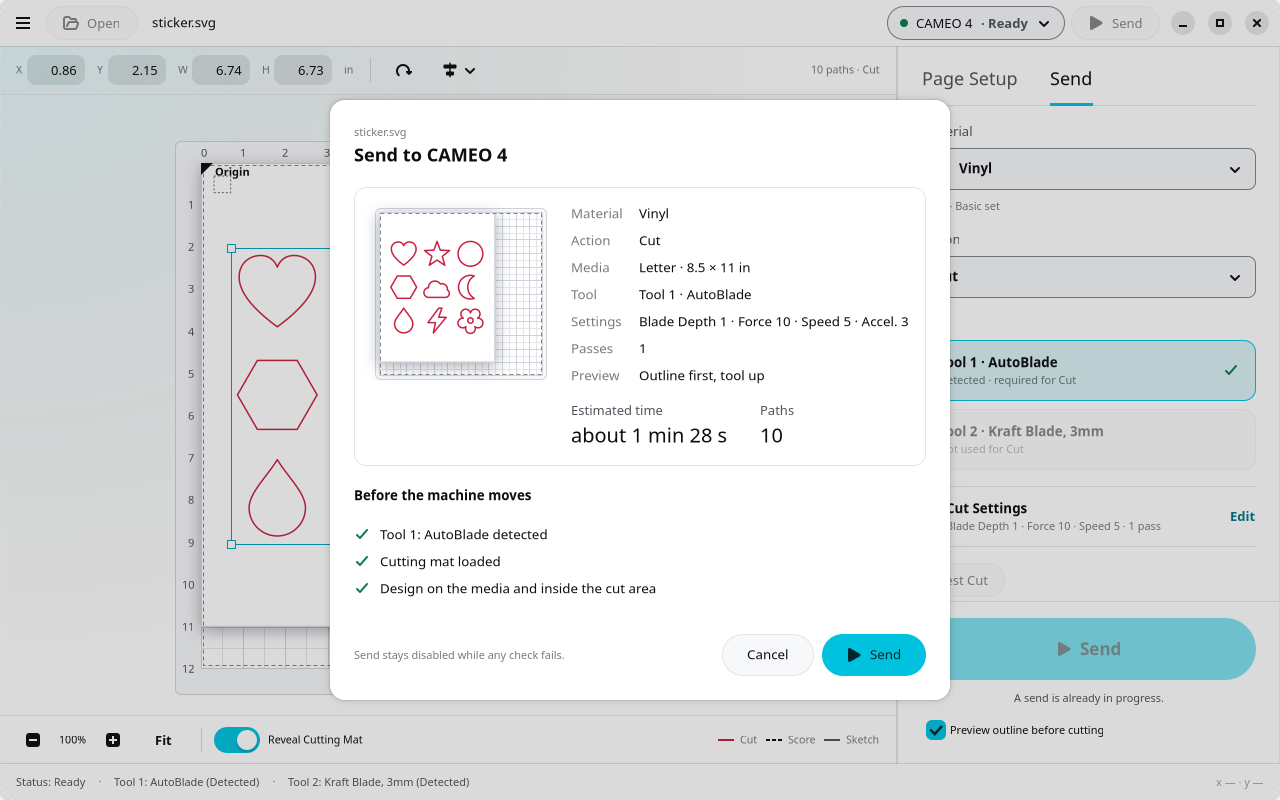 Open
sticker.svg
CAMEO 4 · Ready
Send
X 0.86 Y 2.15 W 6.74 H 6.73 in
10 paths · Cut
Page Setup Send
0 1 2 3
Origin
1
2
3
4
5
6
7
8
9
10
11
12
sticker.svg
Send to CAMEO 4
Material Vinyl
Action Cut
Media Letter · 8.5 × 11 in
Tool Tool 1 · AutoBlade
Settings Blade Depth 1 · Force 10 · Speed 5 · Accel. 3
Passes 1
Preview Outline first, tool up
Estimated time Paths
about 1 min 28 s 10
Before the machine moves
Tool 1: AutoBlade detected
Cutting mat loaded
Design on the media and inside the cut area
Send stays disabled while any check fails.
Cancel
Send
Vinyl
· Basic set
1 · AutoBlade
· required for Cut
2 · Kraft Blade, 3mm
used for Cut
Cut Settings
Blade Depth 1 · Force 10 · Speed 5 · 1 pass
Edit
Cut
Send
A send is already in progress.
Preview outline before cutting
100%
Fit
Reveal Cutting Mat
Cut Score Sketch
Status: Ready · Tool 1: AutoBlade (Detected) · Tool 2: Kraft Blade, 3mm (Detected)
x — · y —